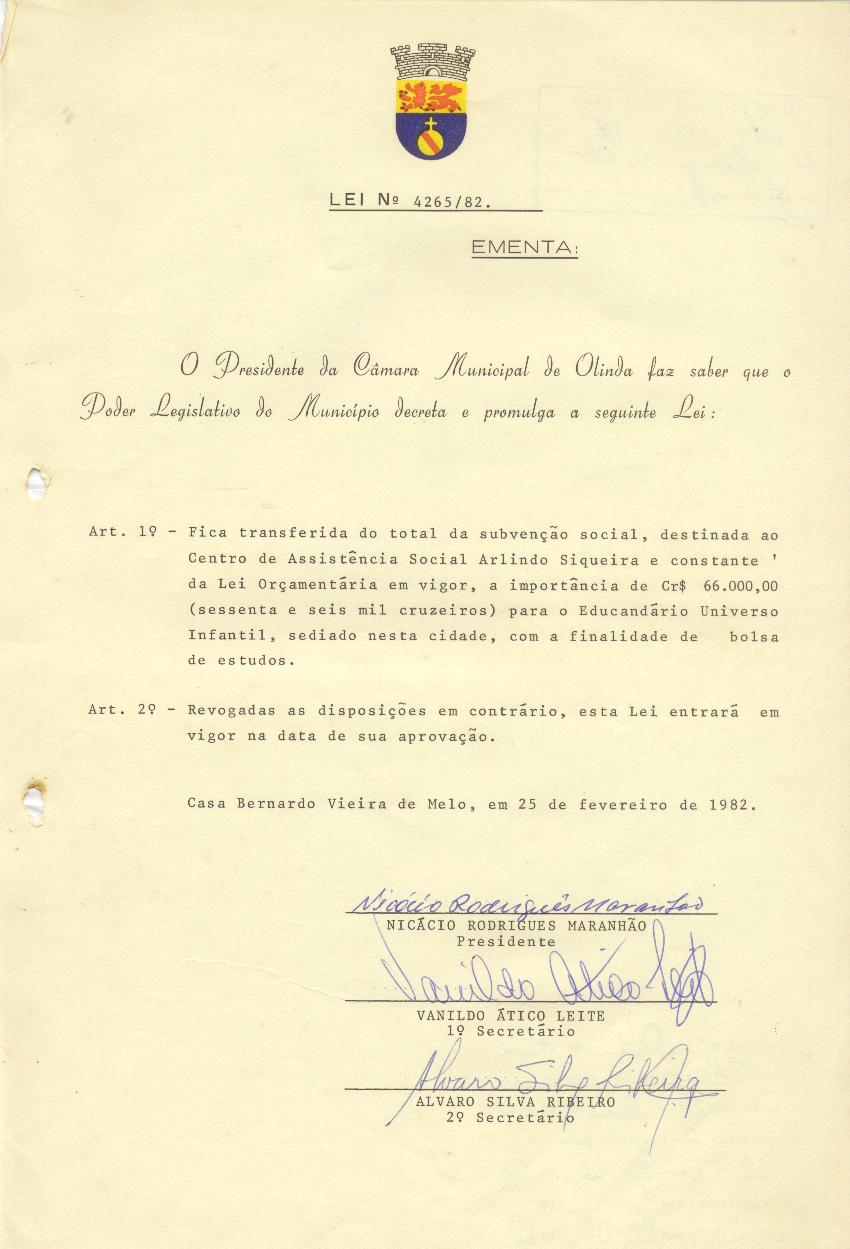 LEI Nº 4265/82.
EMENTA:
O Presidente da Câmara Municipal de Olinda faz saber que o
Poder Legislativo do Município decreta e promulga a seguinte Lei:
Art. 1º - Fica transferida do total da subvenção social, destinada ao
Centro de Assistência Social Arlindo Siqueira e constante '
da Lei Orçamentária em vigor, a importância de Cr$ 66.000,00
(sessenta e seis mil cruzeiros) para o Educandário Universo
Infantil, sediado nesta cidade, com a finalidade de bolsa
de estudos.
Art. 2º - Revogadas as disposições em contrário, esta Lei entrará em
vigor na data de sua aprovação.
Casa Bernardo Vieira de Melo, em 25 de fevereiro de 1982.
Nicácio Rodrigues Maranhão
NICÁCIO RODRIGUES MARANHÃO
Presidente
Vanildo Ático Leite
VANILDO ÁTICO LEITE
1º Secretário
Alvaro Silva Ribeiro
ALVARO SILVA RIBEIRO
2º Secretário